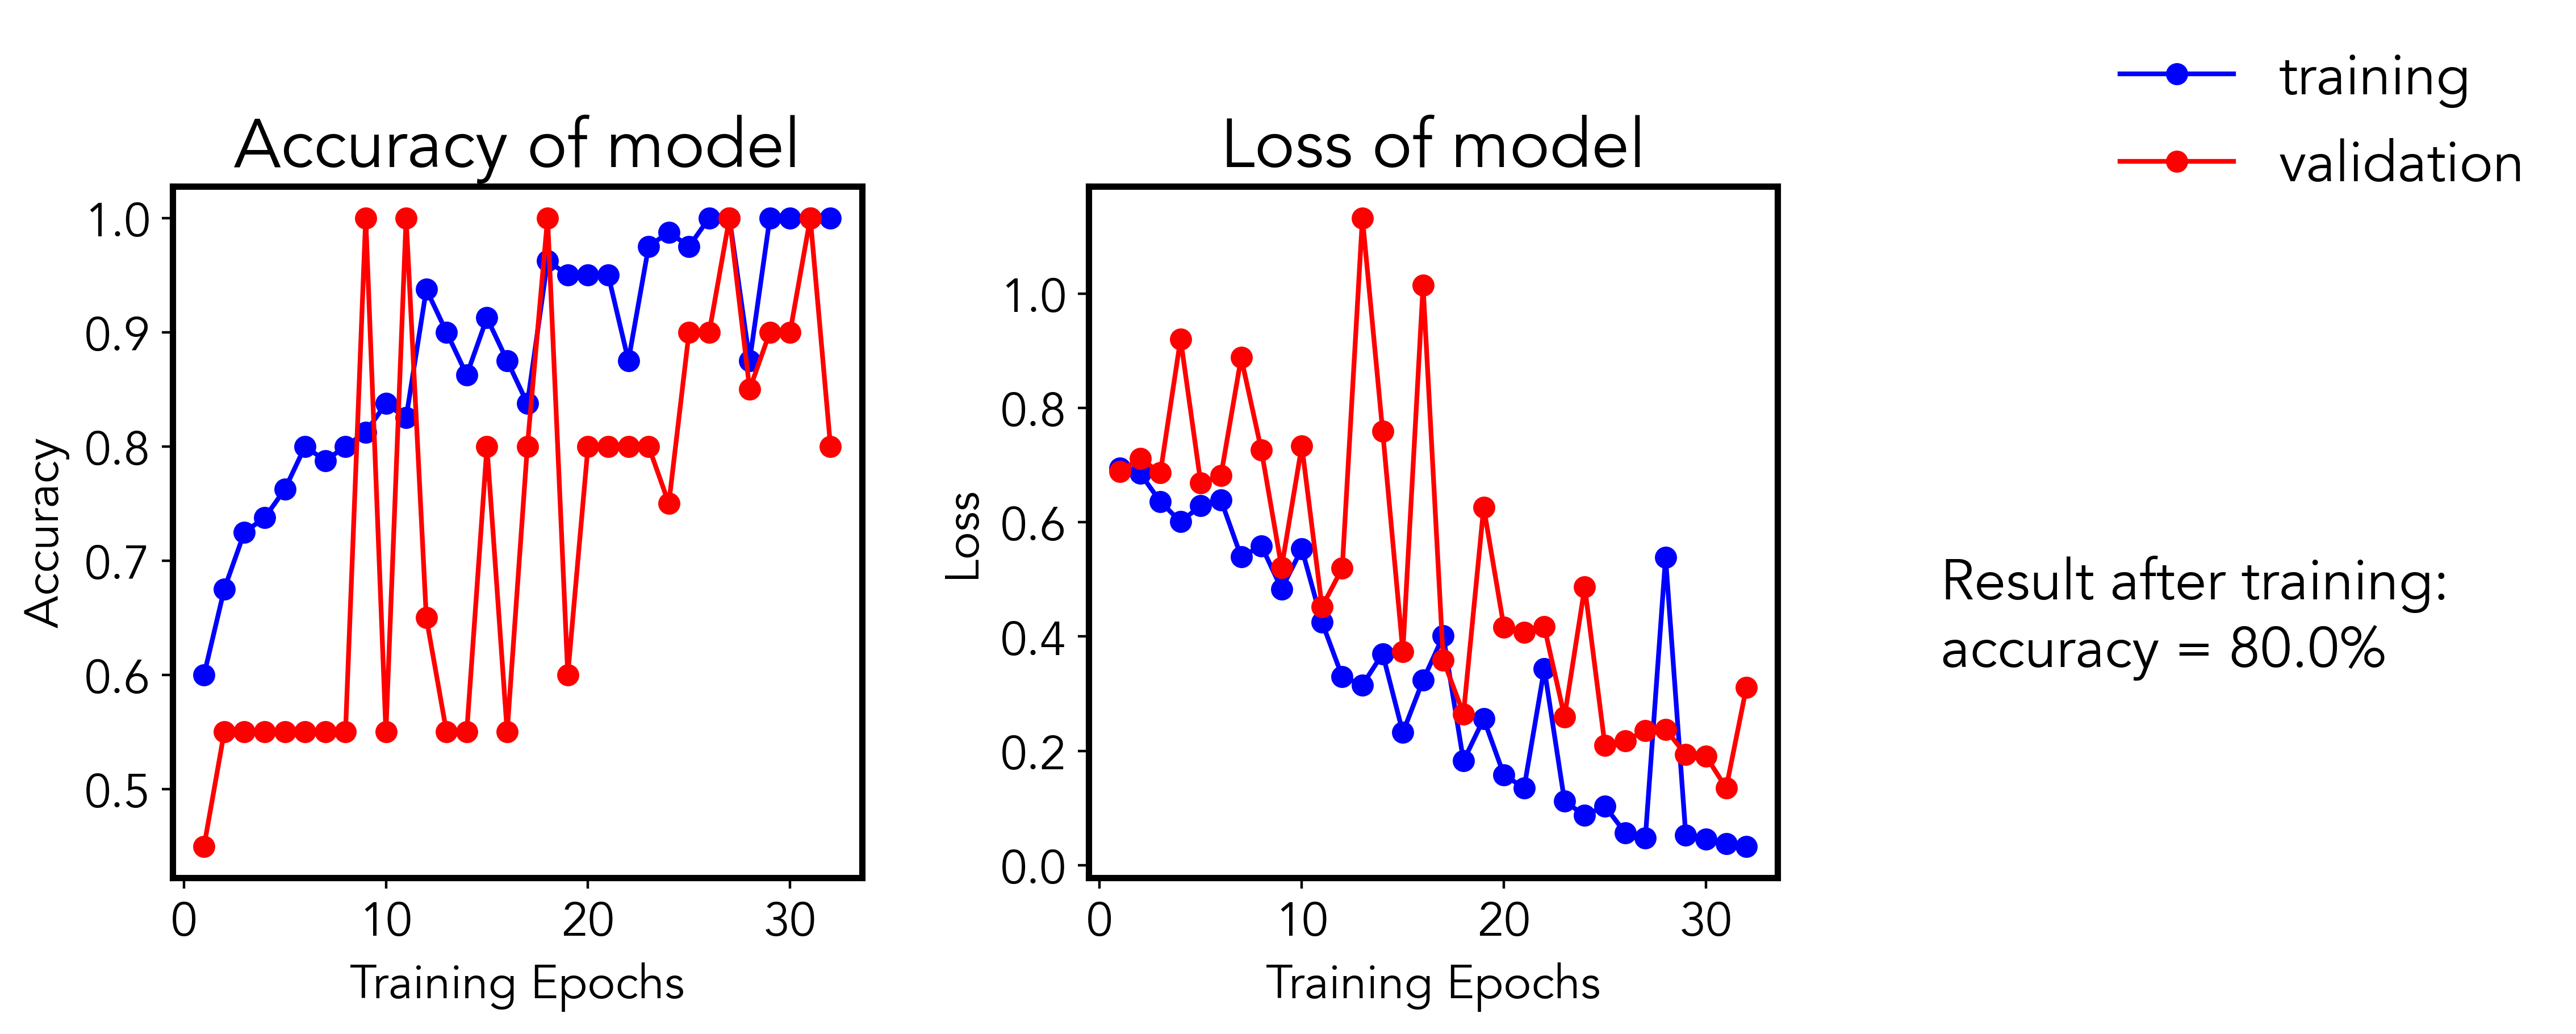 training
validation
Accuracy of model
Accuracy
1.0
0.9
0.8
0.7
0.6
0.5
0 10 20 30
Training Epochs
Loss of model
Loss
1.0
0.8
0.6
0.4
0.2
0.0
0 10 20 30
Training Epochs
Result after training:
accuracy = 80.0%